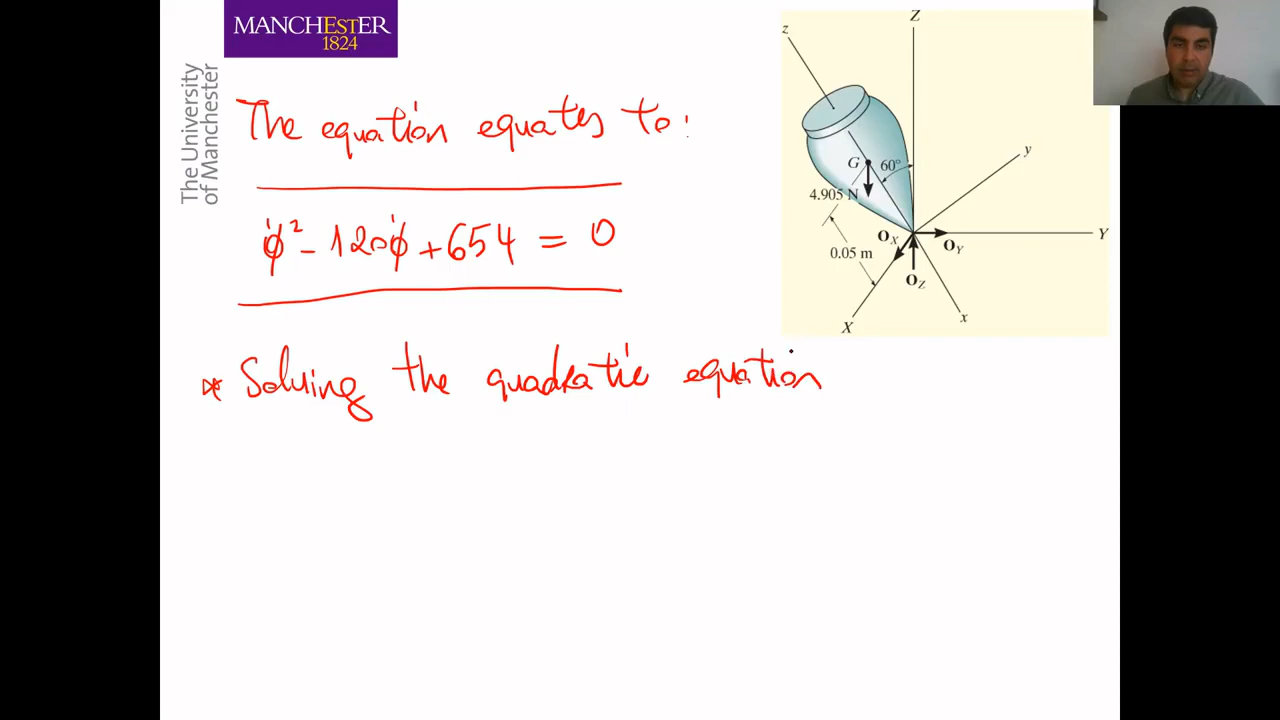 MANCHESTER
1824
The University
of Manchester
The equation equates to:
φ̇² - 120φ̇ + 654 = 0
* Solving the quadratic equation
Z
z
y
G
60°
4.905 N
O_X
O_Y
Y
0.05 m
O_Z
X
x